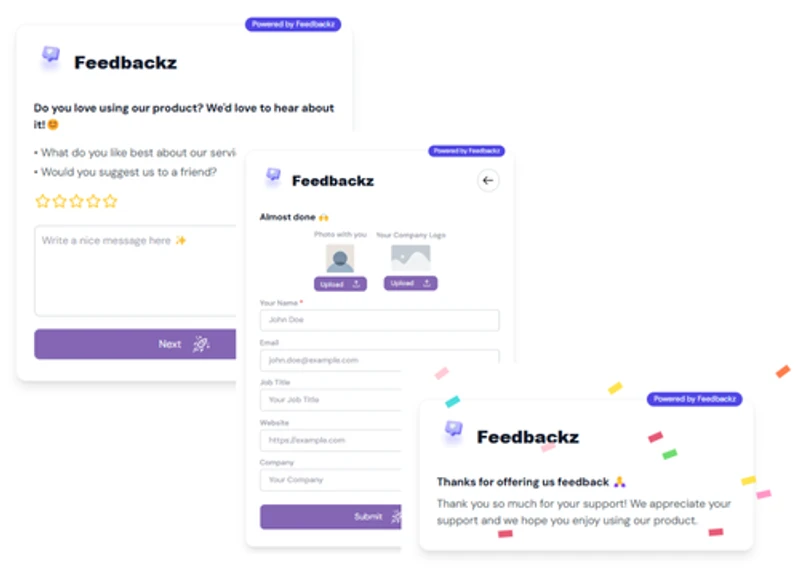 Powered by Feedbackz
Feedbackz
Do you love using our product? We'd love to hear about
it! 😊
• What do you like best about our servi
• Would you suggest us to a friend?
Write a nice message here ✨
Next
Powered by Feedbackz
Feedbackz
Almost done 🙌
Photo with you Your Company Logo
Upload Upload
Your Name *
John Doe
Email
john.doe@example.com
Job Title
Your Job Title
Website
https://example.com
Company
Your Company
Submit
Powered by Feedbackz
Feedbackz
Thanks for offering us feedback 🙏
Thank you so much for your support! We appreciate your
support and we hope you enjoy using our product.